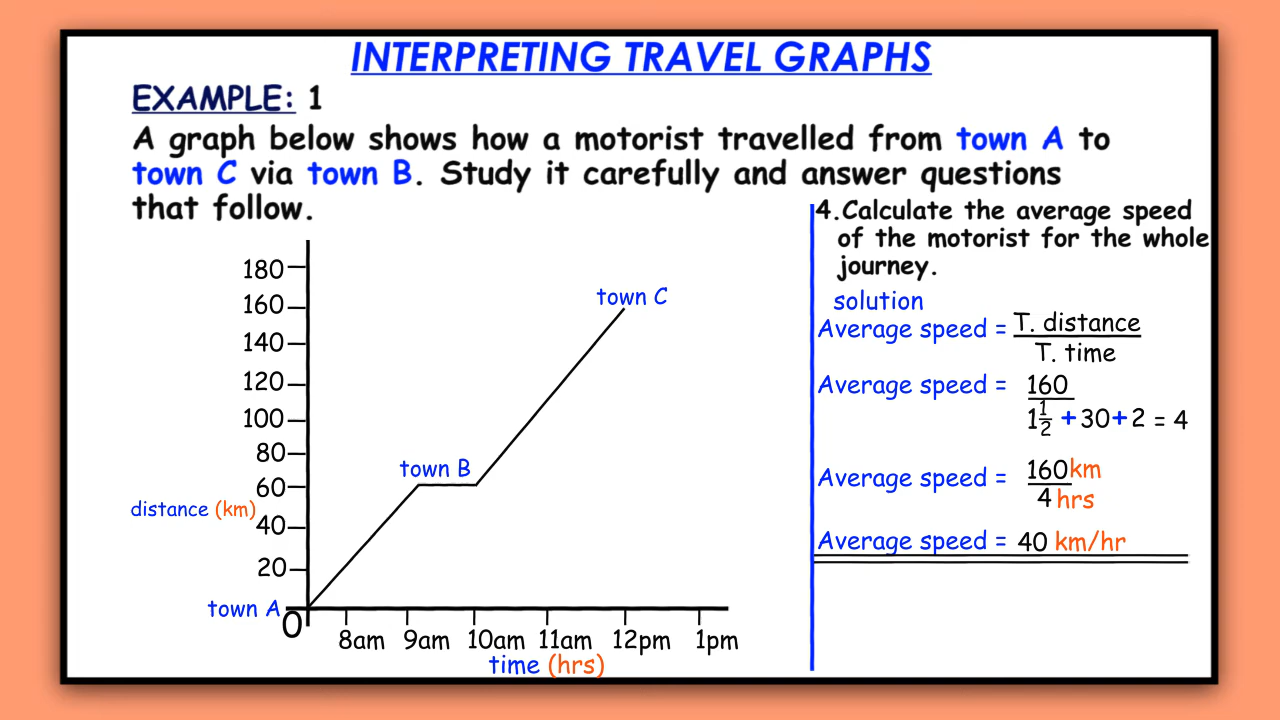 INTERPRETING TRAVEL GRAPHS
EXAMPLE: 1
A graph below shows how a motorist travelled from town A to
town C via town B. Study it carefully and answer questions
that follow.
180
160
140
120
100
80
60
40
20
0
distance (km)
town A
town B
town C
8am 9am 10am 11am 12pm 1pm
time (hrs)
4.Calculate the average speed
of the motorist for the whole
journey.
solution
Average speed = T. distance
T. time
Average speed = 160
1 1/2 + 30 + 2 = 4
Average speed = 160km
4 hrs
Average speed = 40 km/hr